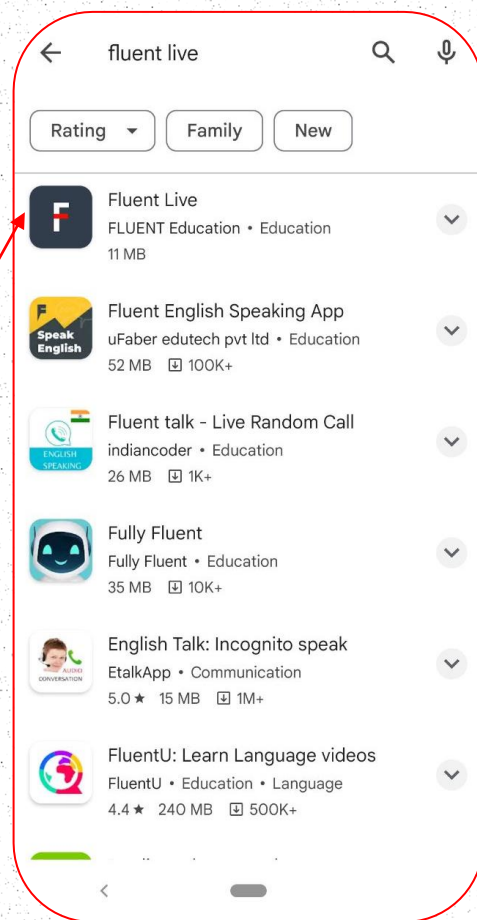 fluent live
Rating
Family
New
F
Fluent Live
FLUENT Education • Education
11 MB
F
Speak
English
Fluent English Speaking App
uFaber edutech pvt ltd • Education
52 MB 100K+
ENGLISH
SPEAKING
Fluent talk - Live Random Call
indiancoder • Education
26 MB 1K+
Fully Fluent
Fully Fluent • Education
35 MB 10K+
AUDIO
CONVERSATION
English Talk: Incognito speak
EtalkApp • Communication
5.0 ★ 15 MB 1M+
FluentU: Learn Language videos
FluentU • Education • Language
4.4 ★ 240 MB 500K+